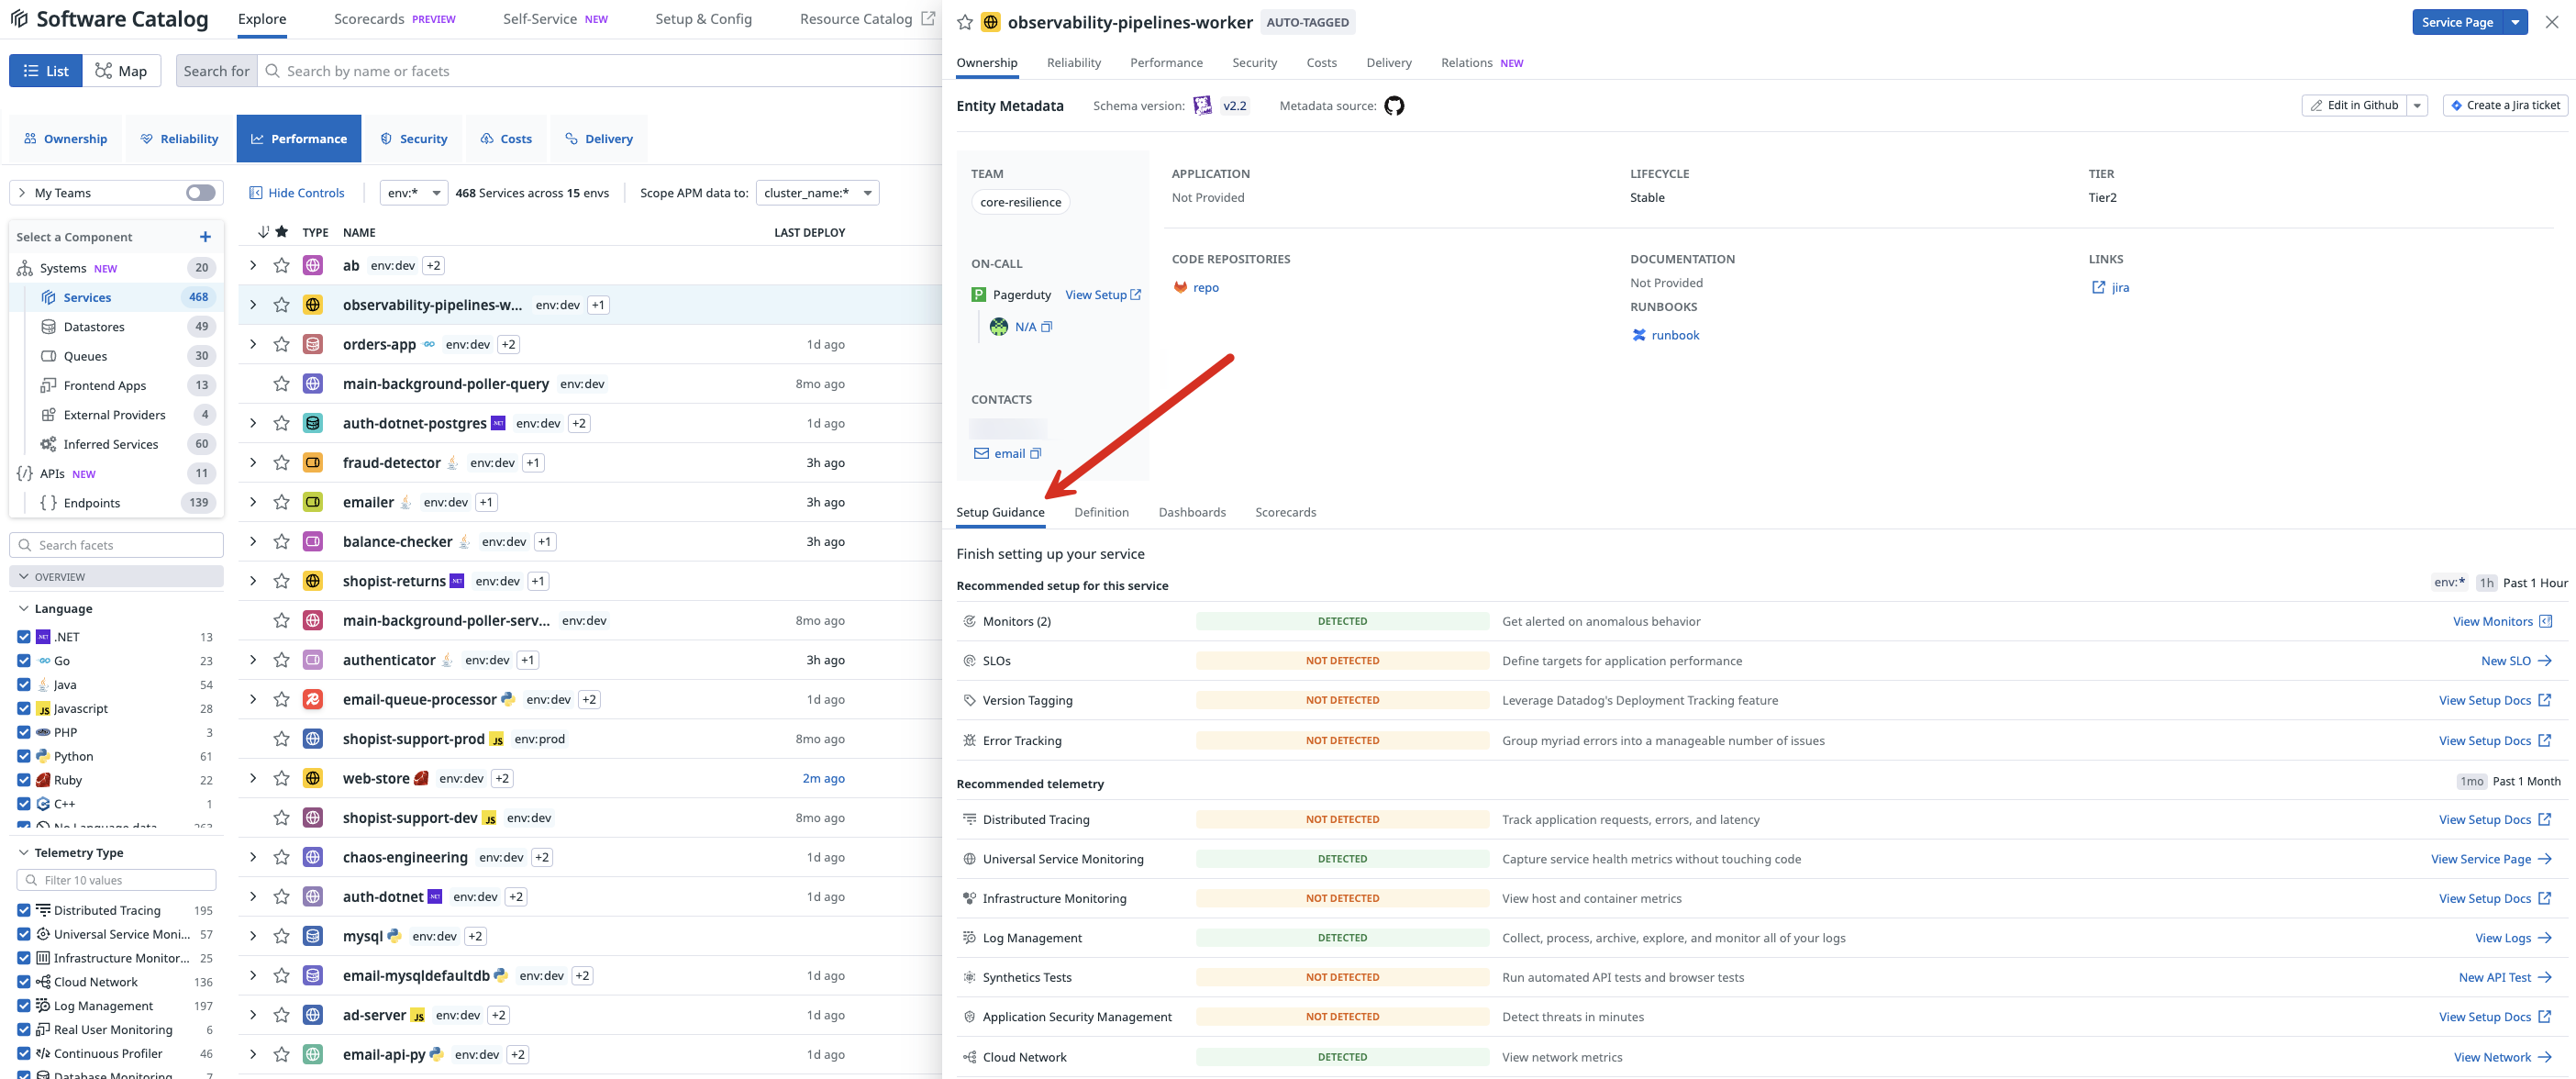 Software Catalog
Explore
Scorecards PREVIEW
Self-Service NEW
Setup & Config
Resource Catalog
List
Map
Search for
Search by name or facets
Ownership
Reliability
Performance
Security
Costs
Delivery
My Teams
Hide Controls
env:*
468 Services across 15 envs
Scope APM data to:
cluster_name:*
Select a Component
Systems NEW 20
Services 468
Datastores 49
Queues 30
Frontend Apps 13
External Providers 4
Inferred Services 60
APIs NEW 11
Endpoints 139
Search facets
OVERVIEW
Language
.NET 13
Go 23
Java 54
JS Javascript 28
PHP 3
Python 61
Ruby 22
C++ 1
No Language data 263
Telemetry Type
Filter 10 values
Distributed Tracing 195
Universal Service Moni... 57
Infrastructure Monitor... 25
Cloud Network 136
Log Management 197
Real User Monitoring 6
Continuous Profiler 46
Database Monitoring 7
TYPE NAME LAST DEPLOY
ab env:dev +2
observability-pipelines-w... env:dev +1
orders-app env:dev +2 1d ago
main-background-poller-query env:dev 8mo ago
auth-dotnet-postgres env:dev +2 1d ago
fraud-detector env:dev +1 3h ago
emailer env:dev +1 3h ago
balance-checker env:dev +1 3h ago
shopist-returns env:dev +1
main-background-poller-serv... env:dev 8mo ago
authenticator env:dev +1 3h ago
email-queue-processor env:dev +2 1d ago
shopist-support-prod JS env:prod 8mo ago
web-store env:dev +2 2m ago
shopist-support-dev JS env:dev 8mo ago
chaos-engineering env:dev +2 1d ago
auth-dotnet env:dev +2 1d ago
mysql env:dev +2 1d ago
email-mysqldefaultdb env:dev +2 1d ago
ad-server JS env:dev +2 1d ago
email-api-py env:dev +2 1d ago
observability-pipelines-worker AUTO-TAGGED
Service Page
Ownership
Reliability
Performance
Security
Costs
Delivery
Relations NEW
Entity Metadata
Schema version: v2.2
Metadata source:
Edit in Github
Create a Jira ticket
TEAM
core-resilience
ON-CALL
P Pagerduty View Setup
N/A
CONTACTS
email
APPLICATION
Not Provided
LIFECYCLE
Stable
TIER
Tier2
CODE REPOSITORIES
repo
DOCUMENTATION
Not Provided
RUNBOOKS
runbook
LINKS
jira
Setup Guidance
Definition
Dashboards
Scorecards
Finish setting up your service
Recommended setup for this service env:* 1h Past 1 Hour
Monitors (2) DETECTED Get alerted on anomalous behavior View Monitors
SLOs NOT DETECTED Define targets for application performance New SLO
Version Tagging NOT DETECTED Leverage Datadog's Deployment Tracking feature View Setup Docs
Error Tracking NOT DETECTED Group myriad errors into a manageable number of issues View Setup Docs
Recommended telemetry 1mo Past 1 Month
Distributed Tracing NOT DETECTED Track application requests, errors, and latency View Setup Docs
Universal Service Monitoring DETECTED Capture service health metrics without touching code View Service Page
Infrastructure Monitoring NOT DETECTED View host and container metrics View Setup Docs
Log Management DETECTED Collect, process, archive, explore, and monitor all of your logs View Logs
Synthetics Tests NOT DETECTED Run automated API tests and browser tests New API Test
Application Security Management NOT DETECTED Detect threats in minutes View Setup Docs
Cloud Network DETECTED View network metrics View Network